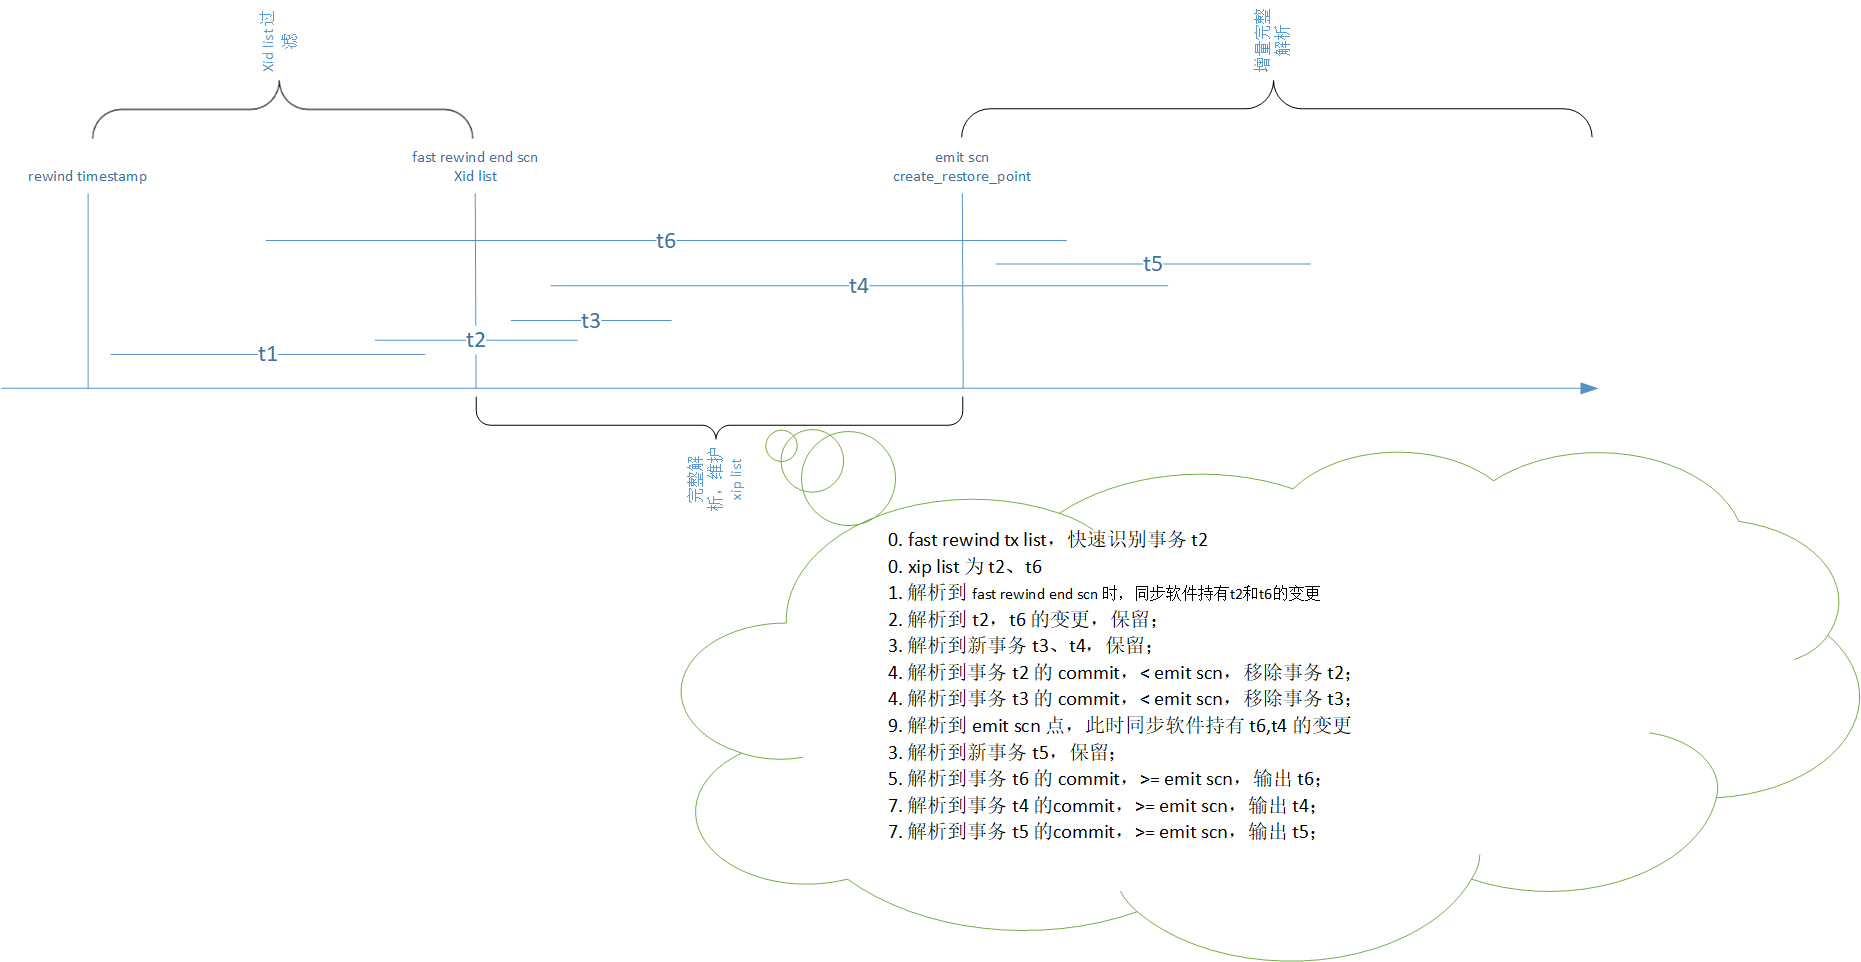 Xid list过
滤
增量完整
解析
rewind timestamp
fast rewind end scn
Xid list
emit scn
create_restore_point
t6
t5
t4
t3
t2
t1
完整解
析，维护
xip list
0. fast rewind tx list，快速识别事务 t2
0. xip list 为 t2、t6
1. 解析到 fast rewind end scn 时，同步软件持有t2和t6的变更
2. 解析到 t2，t6 的变更，保留；
3. 解析到新事务 t3、t4，保留；
4. 解析到事务 t2 的 commit，< emit scn，移除事务 t2；
4. 解析到事务 t3 的 commit，< emit scn，移除事务 t3；
9. 解析到 emit scn 点，此时同步软件持有 t6,t4 的变更
3. 解析到新事务 t5，保留；
5. 解析到事务 t6 的 commit，>= emit scn，输出 t6；
7. 解析到事务 t4 的commit，>= emit scn，输出 t4；
7. 解析到事务 t5 的commit，>= emit scn，输出 t5；